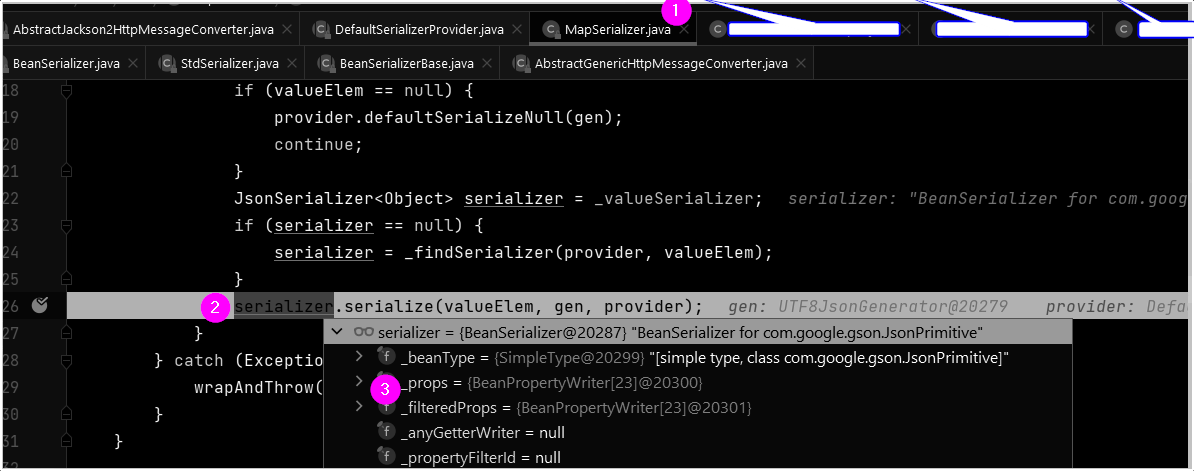 1
AbstractJackson2HttpMessageConverter.java DefaultSerializerProvider.java MapSerializer.java
BeanSerializer.java StdSerializer.java BeanSerializerBase.java AbstractGenericHttpMessageConverter.java
18 if (valueElem == null) {
19 provider.defaultSerializeNull(gen);
20 continue;
21 }
22 JsonSerializer<Object> serializer = _valueSerializer; serializer: "BeanSerializer for com.goog
23 if (serializer == null) {
24 serializer = _findSerializer(provider, valueElem);
25 }
26 2 serializer.serialize(valueElem, gen, provider); gen: UTF8JsonGenerator@20279 provider: Defa
27 }
serializer = {BeanSerializer@20287} "BeanSerializer for com.google.gson.JsonPrimitive"
28 } catch (Exceptio
f _beanType = {SimpleType@20299} "[simple type, class com.google.gson.JsonPrimitive]"
29 wrapAndThrow(
3 _props = {BeanPropertyWriter[23]@20300}
30 }
f _filteredProps = {BeanPropertyWriter[23]@20301}
31 }
f _anyGetterWriter = null
f _propertyFilterId = null